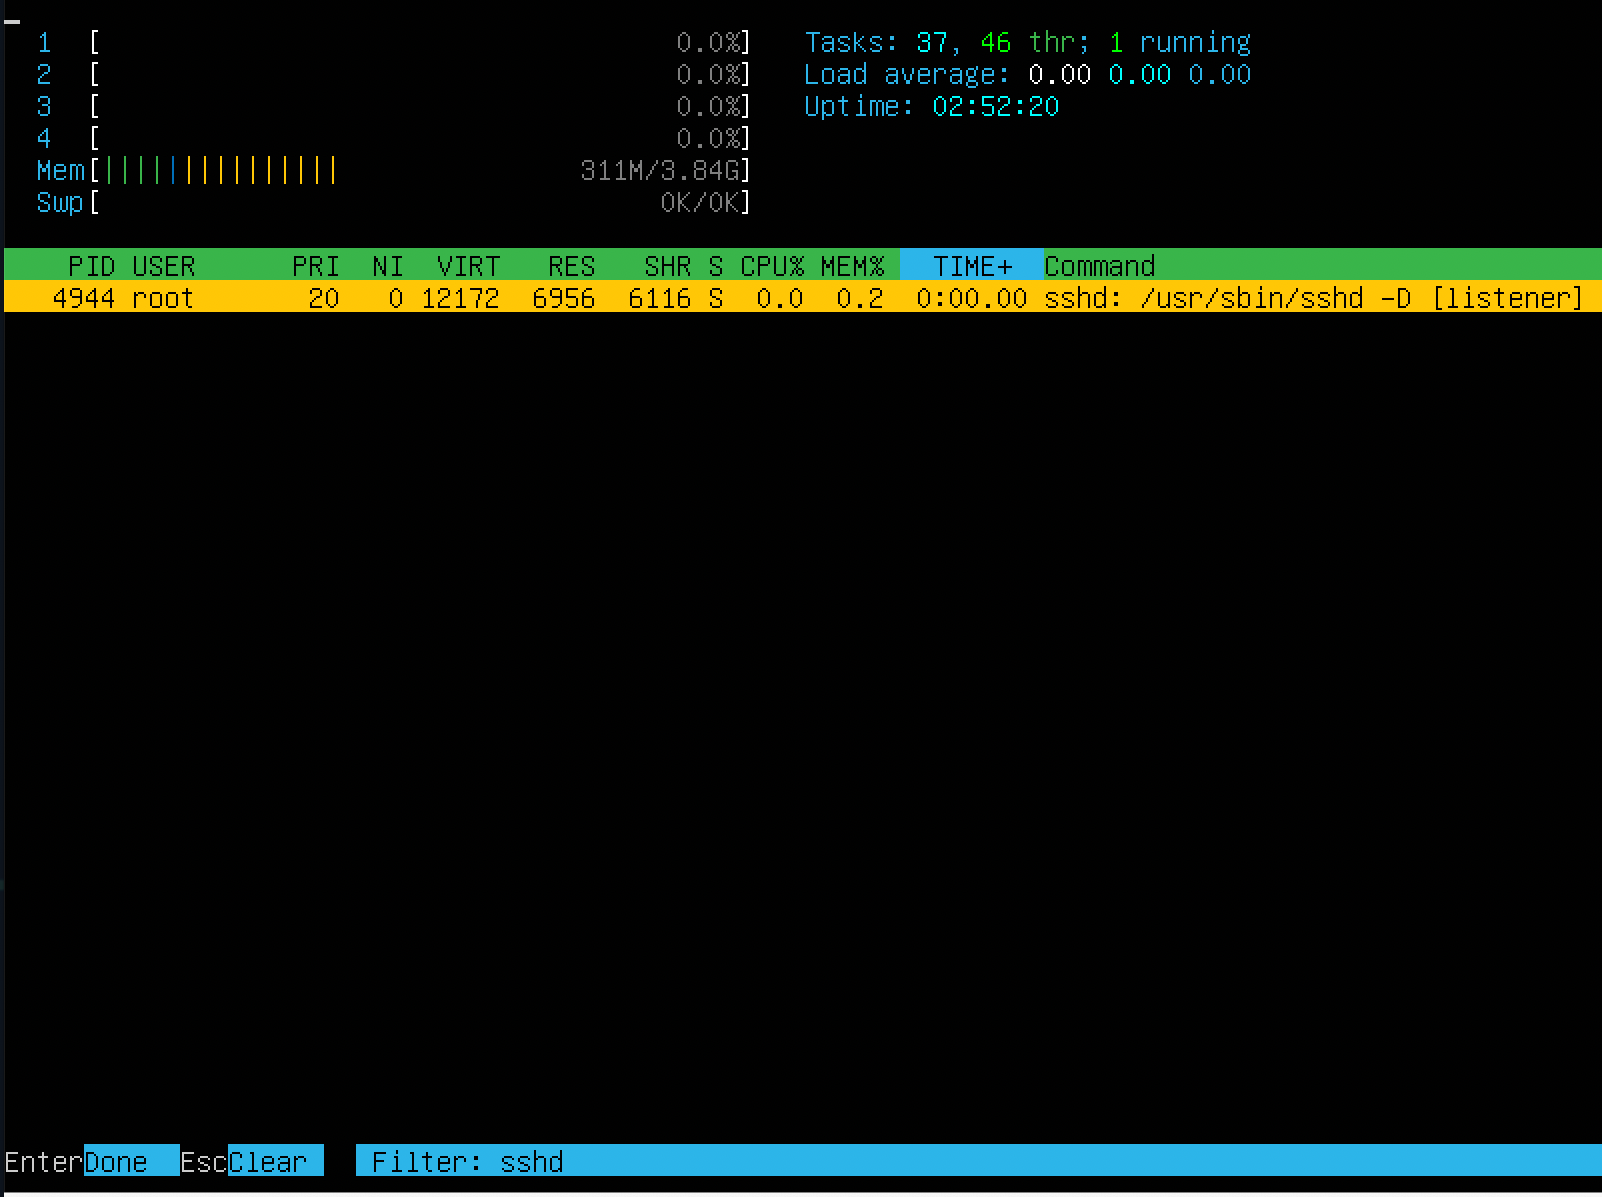 1 [ 0.0%] Tasks: 37, 46 thr; 1 running
2 [ 0.0%] Load average: 0.00 0.00 0.00
3 [ 0.0%] Uptime: 02:52:20
4 [ 0.0%]
Mem[||||||||||||||| 311M/3.84G]
Swp[ 0K/0K]
PID USER PRI NI VIRT RES SHR S CPU% MEM% TIME+ Command
4944 root 20 0 12172 6956 6116 S 0.0 0.2 0:00.00 sshd: /usr/sbin/sshd -D [listener]
EnterDone EscClear Filter: sshd